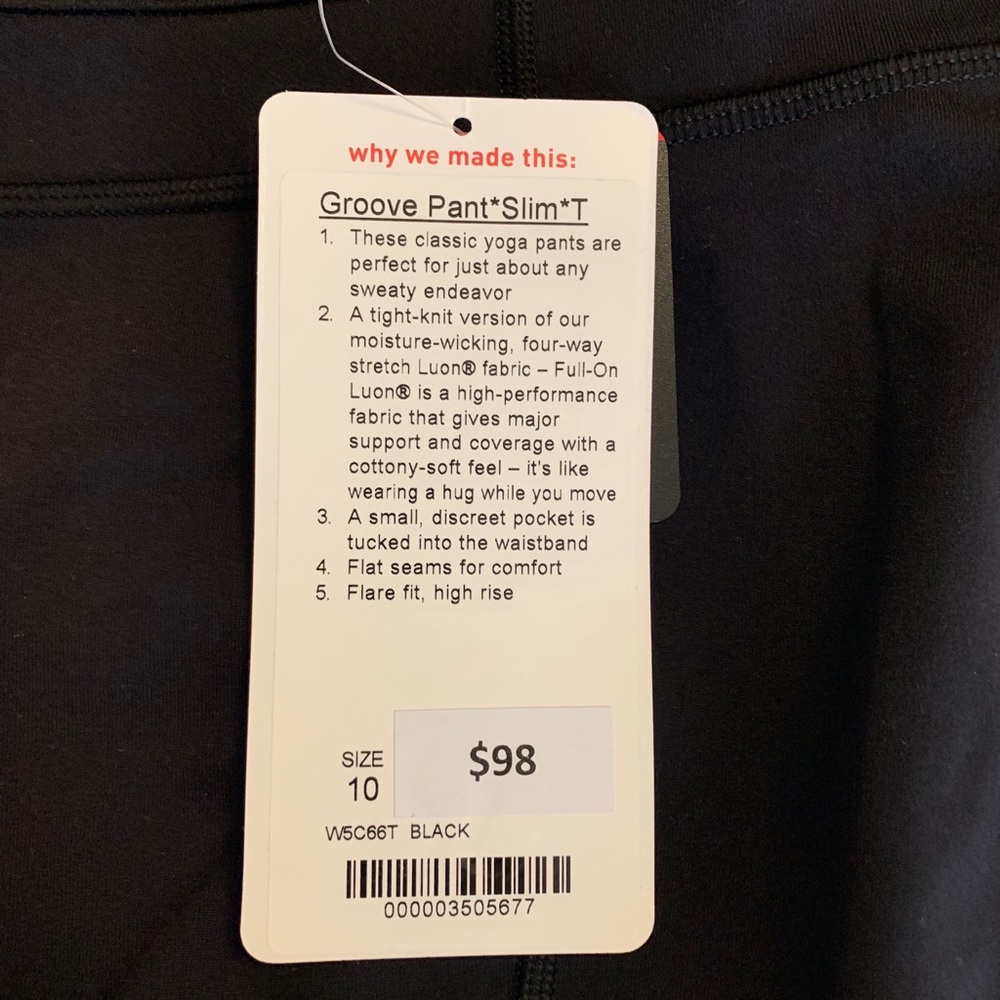 why we made this:
Groove Pant*Slim*T
1. These classic yoga pants are
perfect for just about any
sweaty endeavor
2. A tight-knit version of our
moisture-wicking, four-way
stretch Luon® fabric – Full-On
Luon® is a high-performance
fabric that gives major
support and coverage with a
cottony-soft feel – it's like
wearing a hug while you move
3. A small, discreet pocket is
tucked into the waistband
4. Flat seams for comfort
5. Flare fit, high rise
SIZE
10
$98
W5C66T BLACK
000003505677